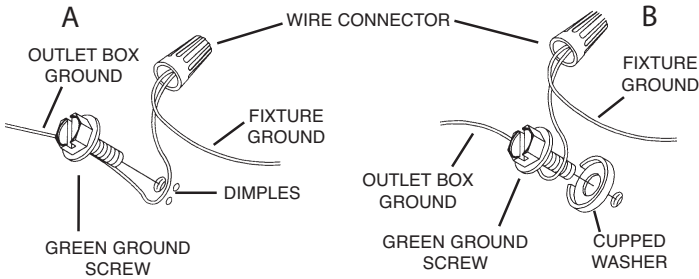 A
WIRE CONNECTOR
B
OUTLET BOX
GROUND
FIXTURE
GROUND
DIMPLES
GREEN GROUND
SCREW
FIXTURE
GROUND
OUTLET BOX
GROUND
GREEN GROUND
SCREW
CUPPED
WASHER